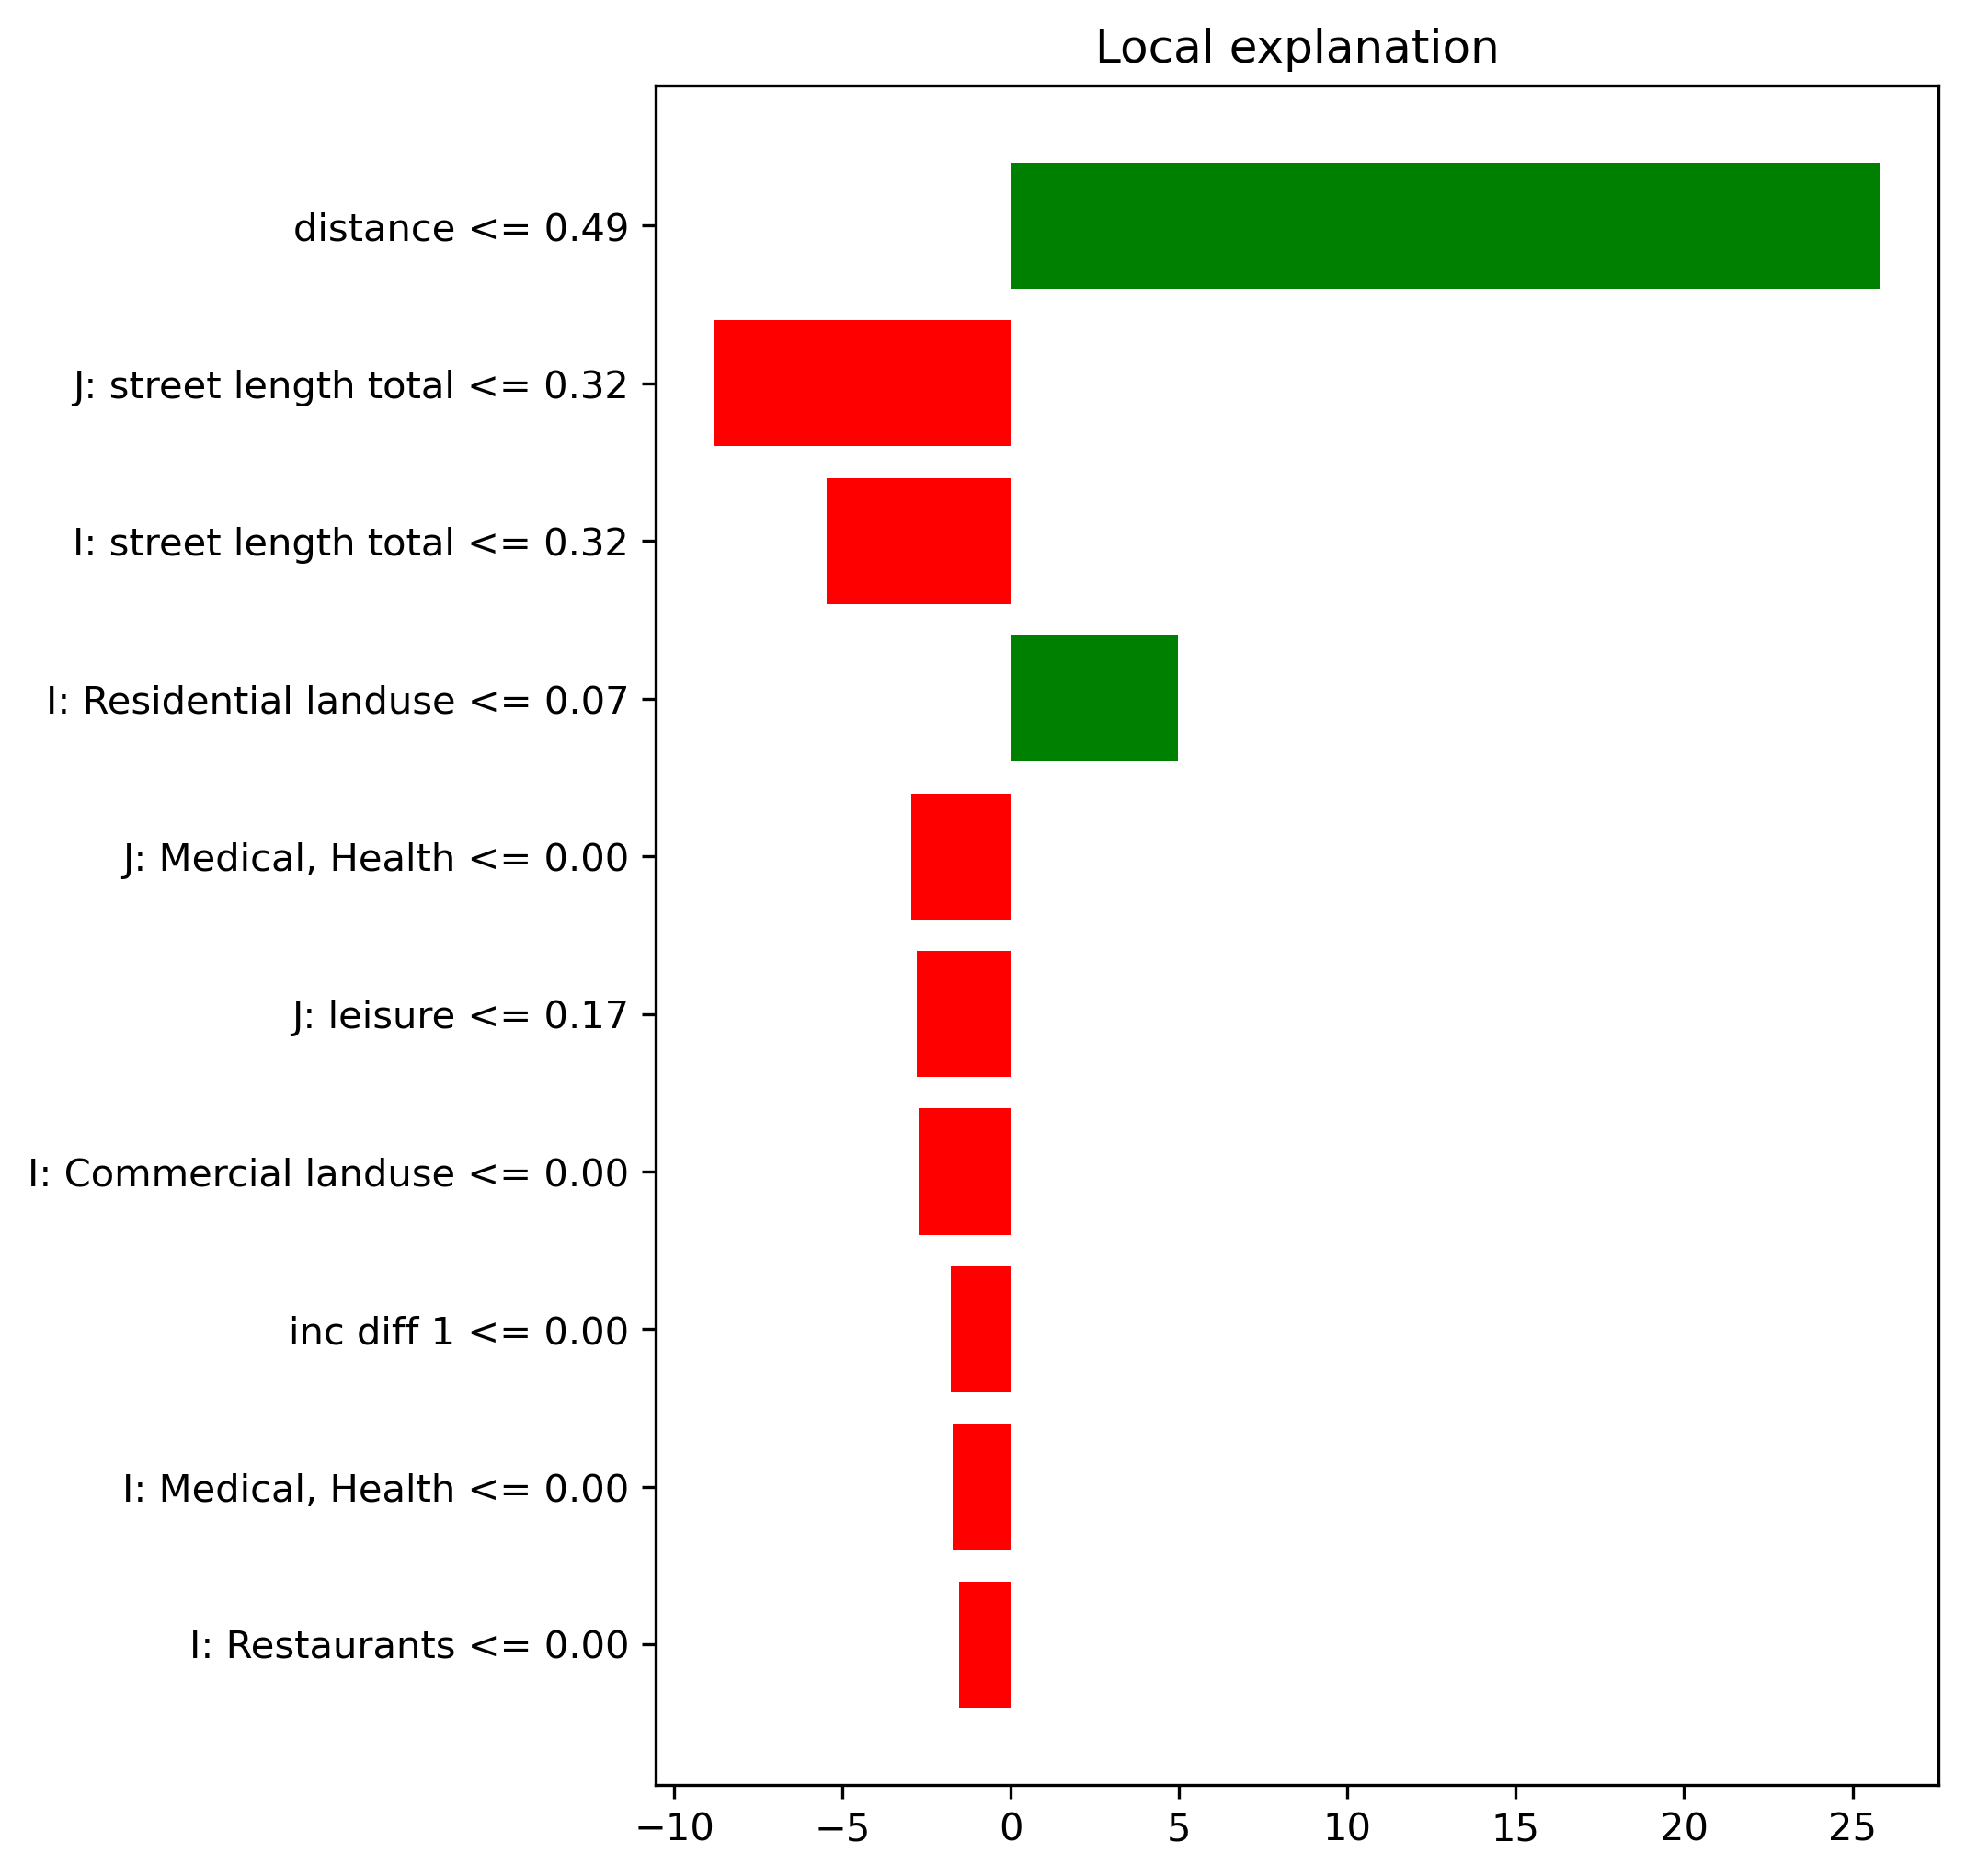 Local explanation
distance <= 0.49
J: street length total <= 0.32
I: street length total <= 0.32
I: Residential landuse <= 0.07
J: Medical, Health <= 0.00
J: leisure <= 0.17
I: Commercial landuse <= 0.00
inc diff 1 <= 0.00
I: Medical, Health <= 0.00
I: Restaurants <= 0.00
−10 −5 0 5 10 15 20 25